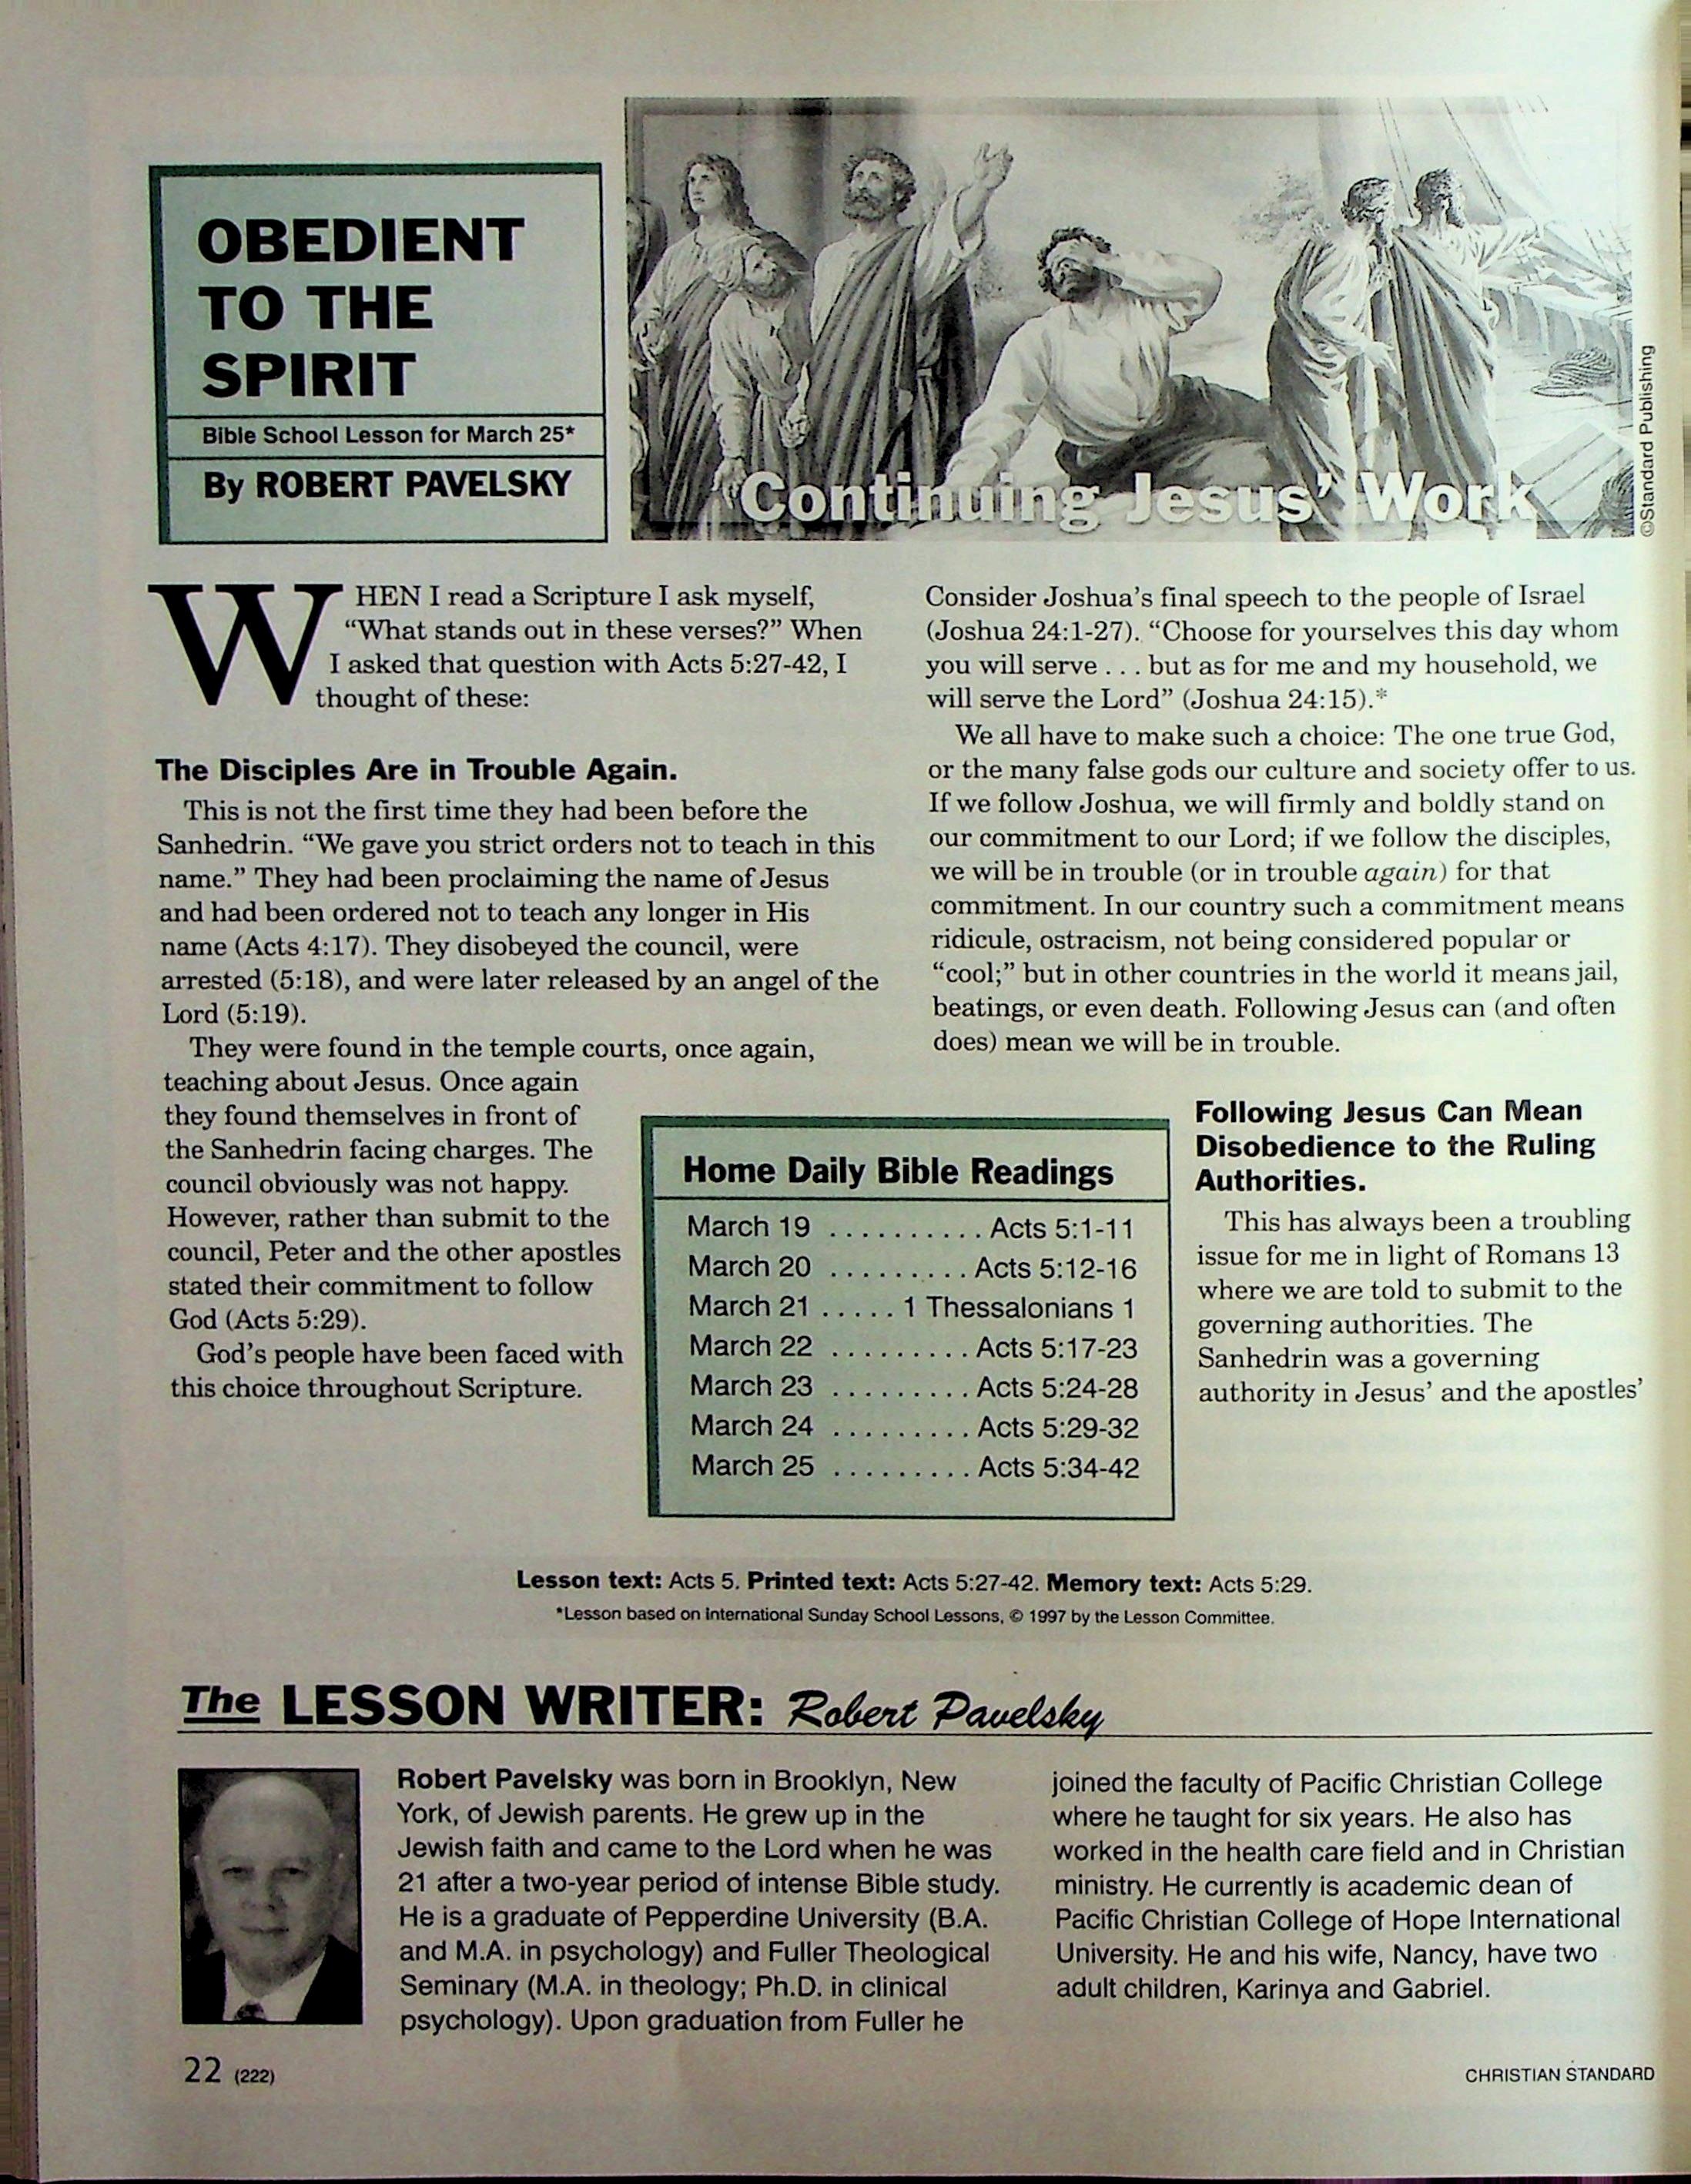 OBEDIENT
TO THE
SPIRIT
Bible School Lesson for March 25*
By ROBERT PAVELSKY
Continuing Jesus' Work
©Standard Publishing
WHEN I read a Scripture I ask myself,
“What stands out in these verses?” When
I asked that question with Acts 5:27-42, I
thought of these:
The Disciples Are in Trouble Again.
This is not the first time they had been before the
Sanhedrin. “We gave you strict orders not to teach in this
name.” They had been proclaiming the name of Jesus
and had been ordered not to teach any longer in His
name (Acts 4:17). They disobeyed the council, were
arrested (5:18), and were later released by an angel of the
Lord (5:19).
They were found in the temple courts, once again,
teaching about Jesus. Once again
they found themselves in front of
the Sanhedrin facing charges. The
council obviously was not happy.
However, rather than submit to the
council, Peter and the other apostles
stated their commitment to follow
God (Acts 5:29).
God's people have been faced with
this choice throughout Scripture.
Consider Joshua's final speech to the people of Israel
(Joshua 24:1-27). “Choose for yourselves this day whom
you will serve . . . but as for me and my household, we
will serve the Lord” (Joshua 24:15).*
We all have to make such a choice: The one true God,
or the many false gods our culture and society offer to us.
If we follow Joshua, we will firmly and boldly stand on
our commitment to our Lord; if we follow the disciples,
we will be in trouble (or in trouble again) for that
commitment. In our country such a commitment means
ridicule, ostracism, not being considered popular or
“cool;” but in other countries in the world it means jail,
beatings, or even death. Following Jesus can (and often
does) mean we will be in trouble.
Following Jesus Can Mean
Disobedience to the Ruling
Authorities.
This has always been a troubling
issue for me in light of Romans 13
where we are told to submit to the
governing authorities. The
Sanhedrin was a governing
authority in Jesus' and the apostles'
Home Daily Bible Readings
March 19 . . . . . . . . . . Acts 5:1-11
March 20 . . . . . . . . . Acts 5:12-16
March 21 . . . . . 1 Thessalonians 1
March 22 . . . . . . . . . Acts 5:17-23
March 23 . . . . . . . . . Acts 5:24-28
March 24 . . . . . . . . . Acts 5:29-32
March 25 . . . . . . . . . Acts 5:34-42
Lesson text: Acts 5. Printed text: Acts 5:27-42. Memory text: Acts 5:29.
*Lesson based on International Sunday School Lessons, © 1997 by the Lesson Committee.
The LESSON WRITER: Robert Pavelsky
Robert Pavelsky was born in Brooklyn, New
York, of Jewish parents. He grew up in the
Jewish faith and came to the Lord when he was
21 after a two-year period of intense Bible study.
He is a graduate of Pepperdine University (B.A.
and M.A. in psychology) and Fuller Theological
Seminary (M.A. in theology; Ph.D. in clinical
psychology). Upon graduation from Fuller he
joined the faculty of Pacific Christian College
where he taught for six years. He also has
worked in the health care field and in Christian
ministry. He currently is academic dean of
Pacific Christian College of Hope International
University. He and his wife, Nancy, have two
adult children, Karinya and Gabriel.
22 (222)
CHRISTIAN STANDARD